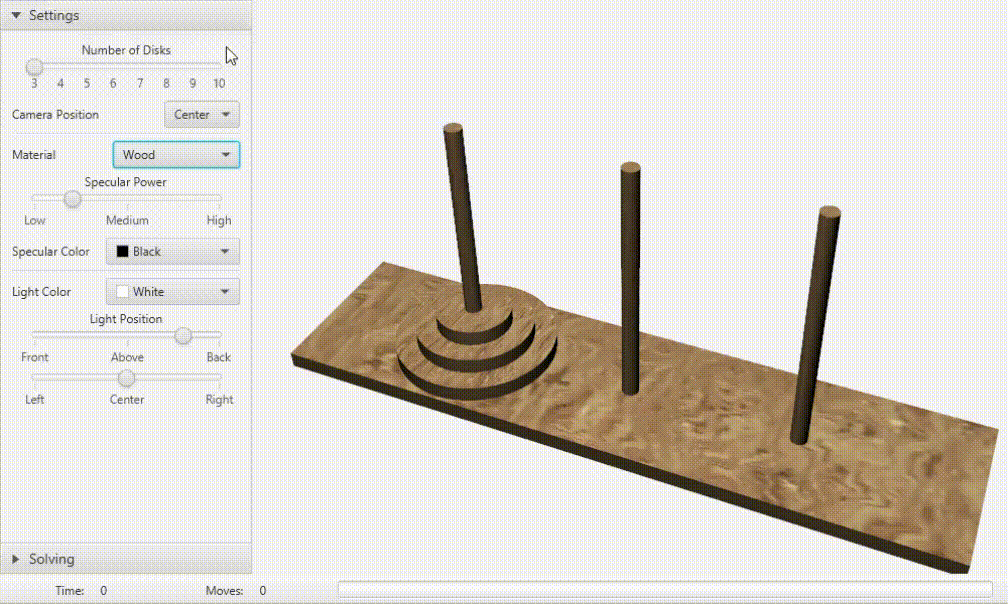 Settings
Number of Disks
3 4 5 6 7 8 9 10
Camera Position Center
Material Wood
Specular Power
Low Medium High
Specular Color Black
Light Color White
Light Position
Front Above Back
Left Center Right
Solving
Time: 0 Moves: 0